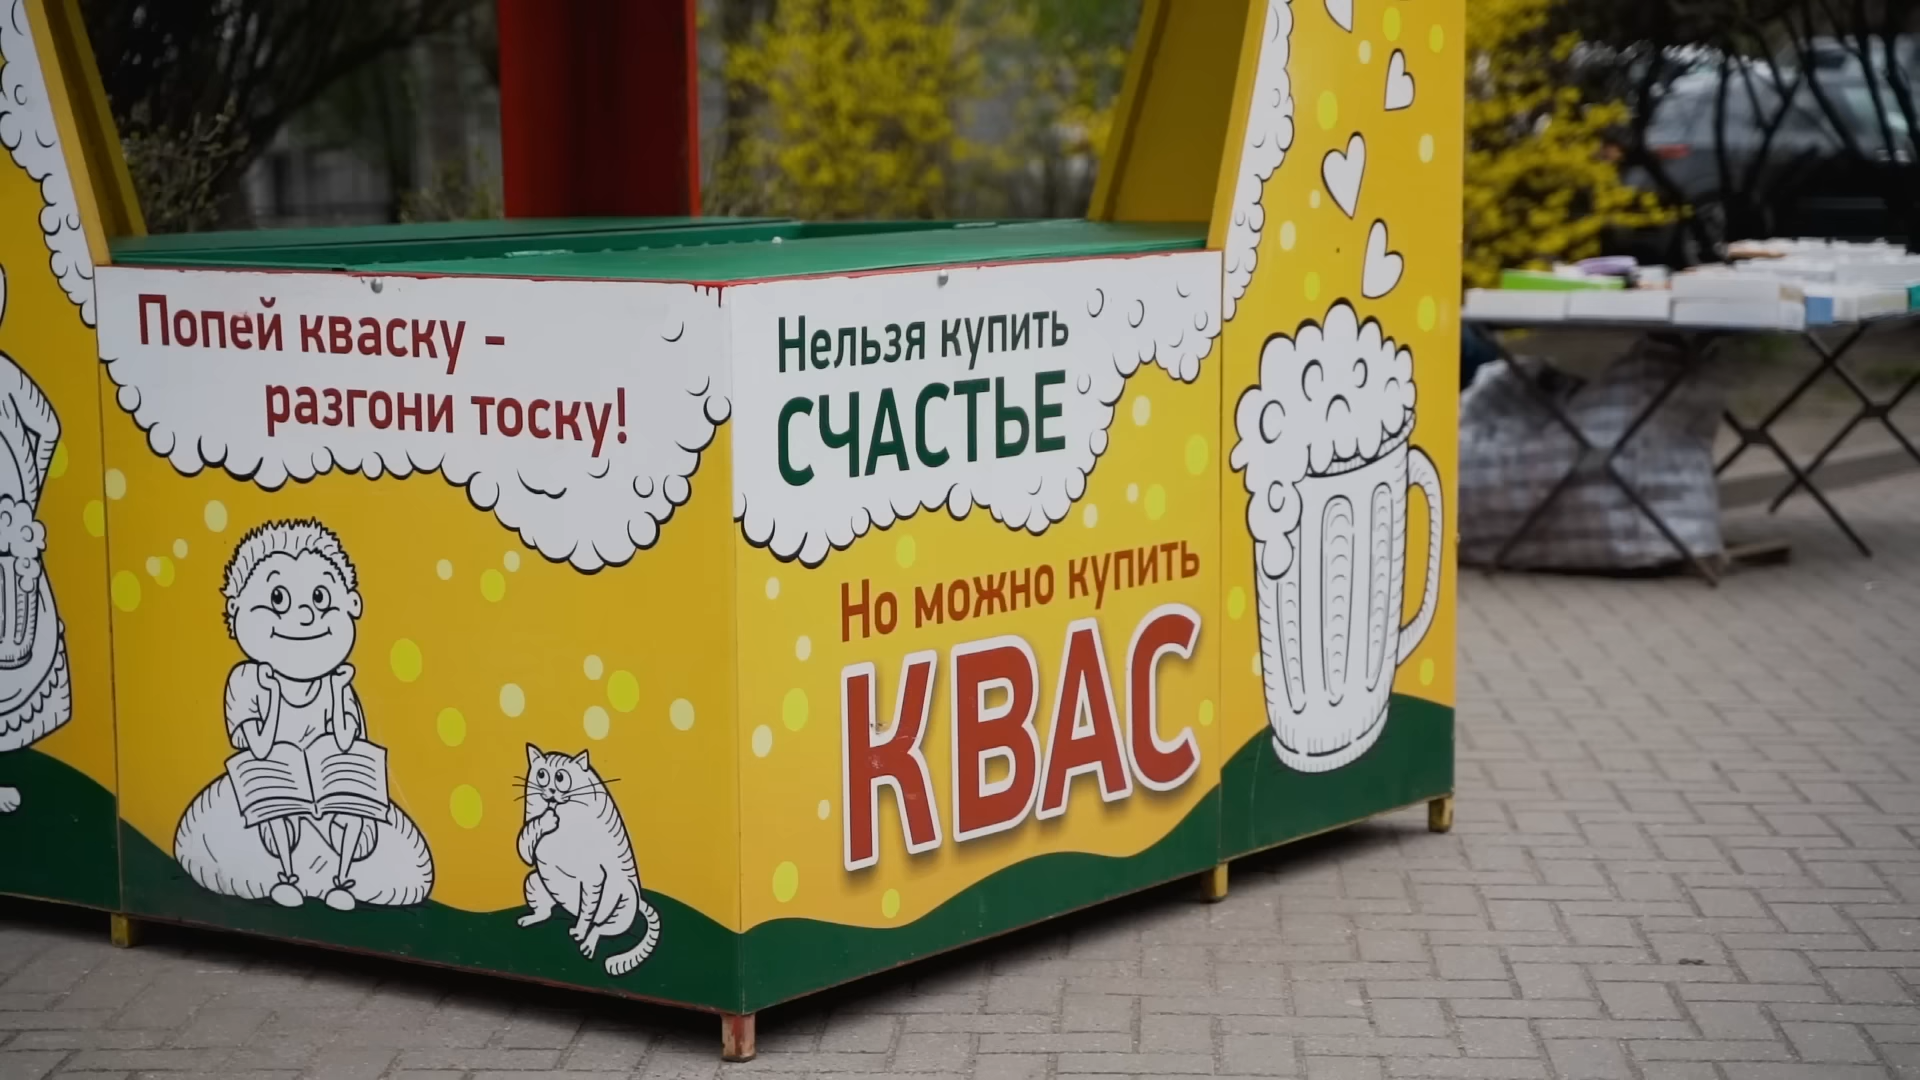 Попей кваску -
разгони тоску!
Нельзя купить
СЧАСТЬЕ
Но можно купить
КВАС